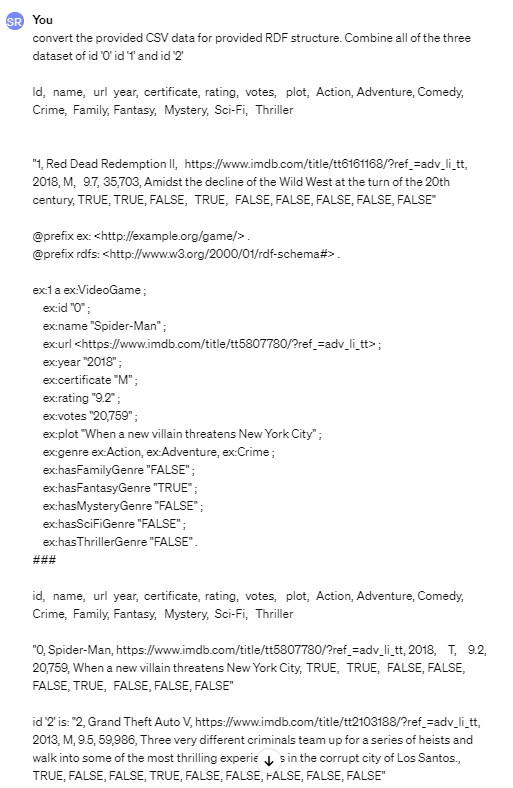 SR You
convert the provided CSV data for provided RDF structure. Combine all of the three
dataset of id '0' id '1' and id '2'
Id, name, url year, certificate, rating, votes, plot, Action, Adventure, Comedy,
Crime, Family, Fantasy, Mystery, Sci-Fi, Thriller
"1, Red Dead Redemption II, https://www.imdb.com/title/tt6161168/?ref_=adv_li_tt,
2018, M, 9.7, 35,703, Amidst the decline of the Wild West at the turn of the 20th
century, TRUE, TRUE, FALSE, TRUE, FALSE, FALSE, FALSE, FALSE, FALSE"
@prefix ex: <http://example.org/game/> .
@prefix rdfs: <http://www.w3.org/2000/01/rdf-schema#> .
ex:1 a ex:VideoGame ;
ex:id "0" ;
ex:name "Spider-Man" ;
ex:url <https://www.imdb.com/title/tt5807780/?ref_=adv_li_tt> ;
ex:year "2018" ;
ex:certificate "M" ;
ex:rating "9.2" ;
ex:votes "20,759" ;
ex:plot "When a new villain threatens New York City" ;
ex:genre ex:Action, ex:Adventure, ex:Crime ;
ex:hasFamilyGenre "FALSE" ;
ex:hasFantasyGenre "TRUE" ;
ex:hasMysteryGenre "FALSE" ;
ex:hasSciFiGenre "FALSE" ;
ex:hasThrillerGenre "FALSE" .
###
id, name, url year, certificate, rating, votes, plot, Action, Adventure, Comedy,
Crime, Family, Fantasy, Mystery, Sci-Fi, Thriller
"0, Spider-Man, https://www.imdb.com/title/tt5807780/?ref_=adv_li_tt, 2018, T, 9.2,
20,759, When a new villain threatens New York City, TRUE, TRUE, FALSE, FALSE,
FALSE, TRUE, FALSE, FALSE, FALSE"
id '2' is: "2, Grand Theft Auto V, https://www.imdb.com/title/tt2103188/?ref_=adv_li_tt,
2013, M, 9.5, 59,986, Three very different criminals team up for a series of heists and
walk into some of the most thrilling in the corrupt city of Los Santos.,
TRUE, FALSE, FALSE, TRUE, FALSE, FALSE, FALSE, FALSE, FALSE"